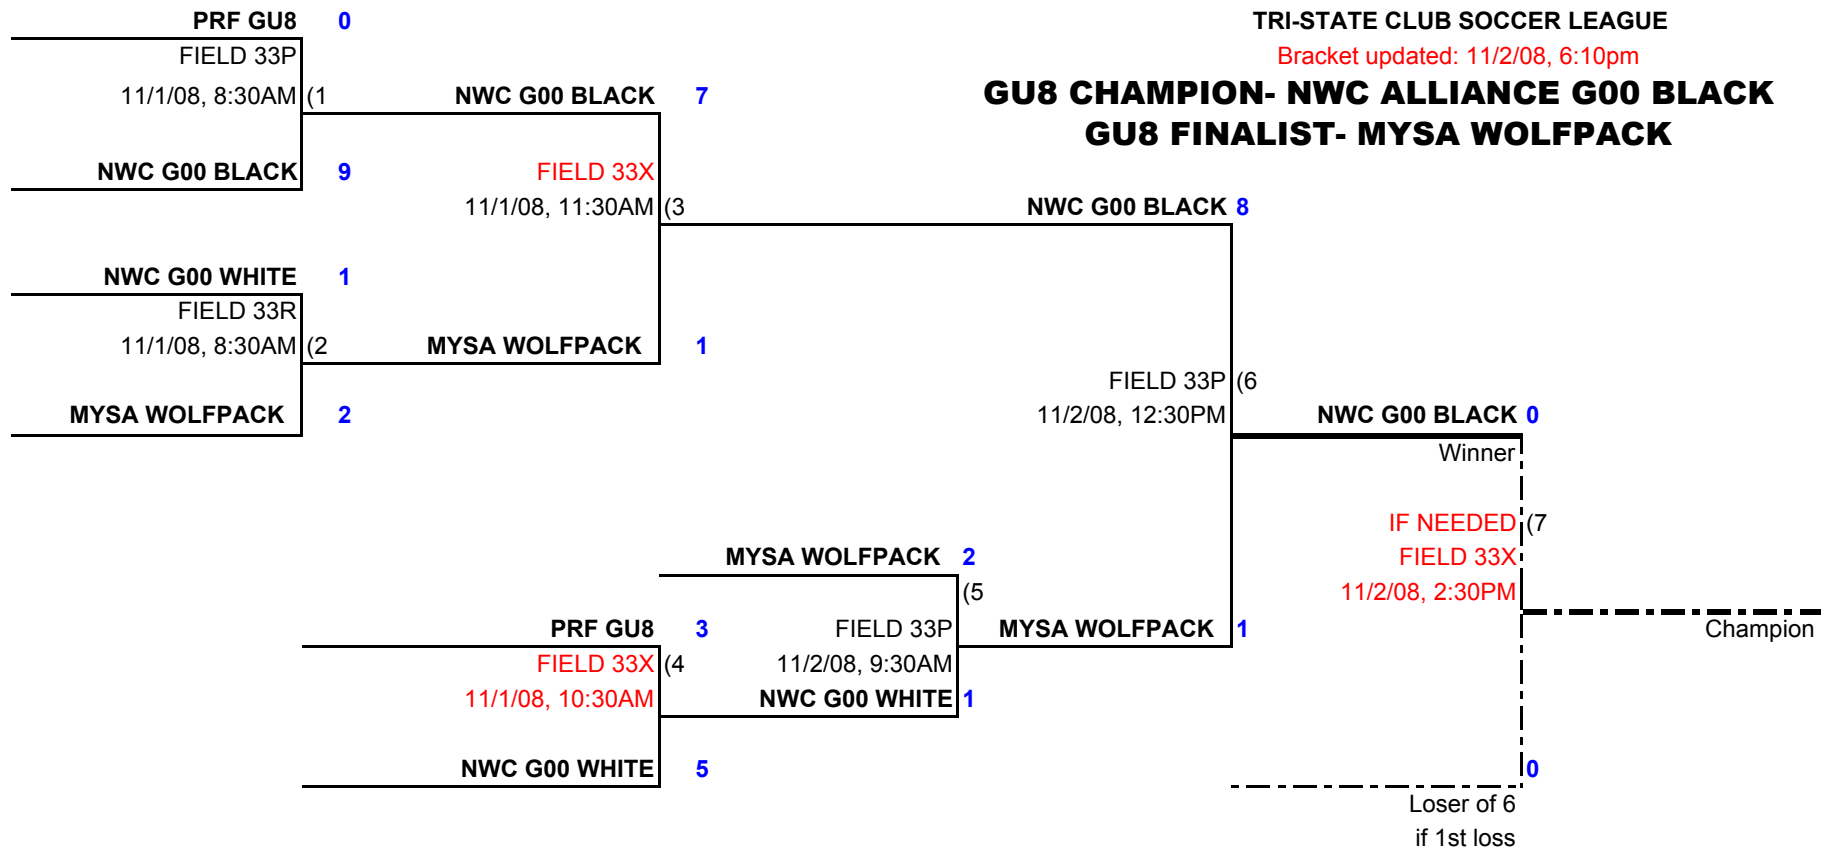 PRF GU8 0
TRI-STATE CLUB SOCCER LEAGUE
FIELD 33P
Bracket updated: 11/2/08, 6:10pm
11/1/08, 8:30AM (1
NWC G00 BLACK 7
GU8 CHAMPION- NWC ALLIANCE G00 BLACK
GU8 FINALIST- MYSA WOLFPACK
NWC G00 BLACK 9
FIELD 33X
11/1/08, 11:30AM (3
NWC G00 BLACK 8
NWC G00 WHITE 1
FIELD 33R
11/1/08, 8:30AM (2
MYSA WOLFPACK 1
FIELD 33P (6
MYSA WOLFPACK 2
11/2/08, 12:30PM
NWC G00 BLACK 0
Winner
IF NEEDED (7
MYSA WOLFPACK 2
FIELD 33X
(5
11/2/08, 2:30PM
PRF GU8 3
FIELD 33P
MYSA WOLFPACK 1
Champion
FIELD 33X (4
11/2/08, 9:30AM
11/1/08, 10:30AM
NWC G00 WHITE 1
NWC G00 WHITE 5
0
Loser of 6
if 1st loss